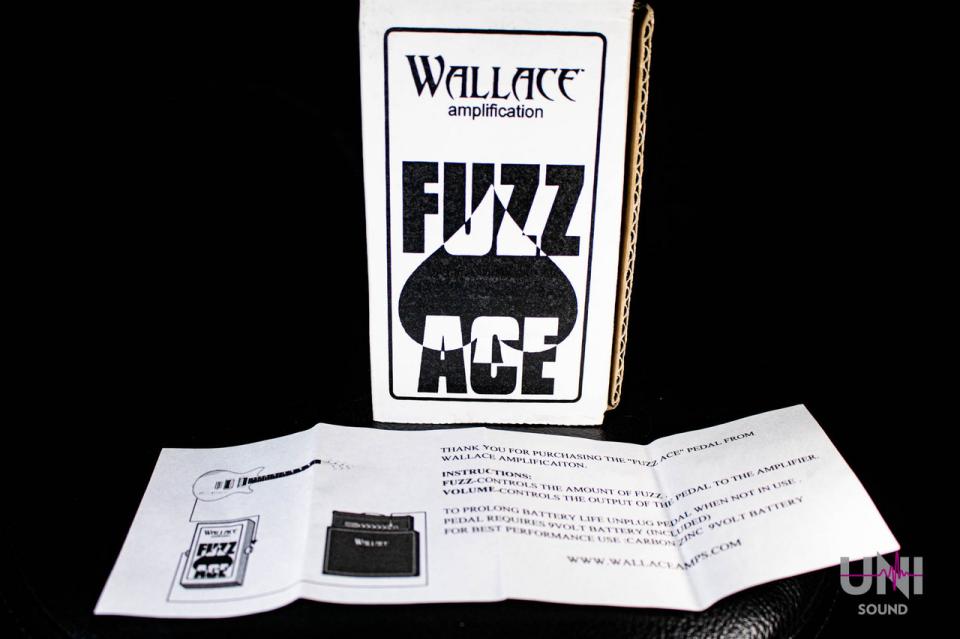 WALLACE
amplification
FUZZ
ACE
THANK YOU FOR PURCHASING THE "FUZZ ACE" PEDAL FROM
WALLACE AMPLIFICAITON.
INSTRUCTIONS:
FUZZ-CONTROLS THE AMOUNT OF FUZZ.
VOLUME-CONTROLS THE OUTPUT OF THE PEDAL TO THE AMPLIFIER.
TO PROLONG BATTERY LIFE UNPLUG PEDAL WHEN NOT IN USE.
PEDAL REQUIRES 9VOLT BATTERY (INCLUDED)
FOR BEST PERFORMANCE USE CARBON ZINC 9VOLT BATTERY
WWW.WALLACEAMPS.COM
WALLACE
FUZZ
ACE
WALLACE
UNI
SOUND